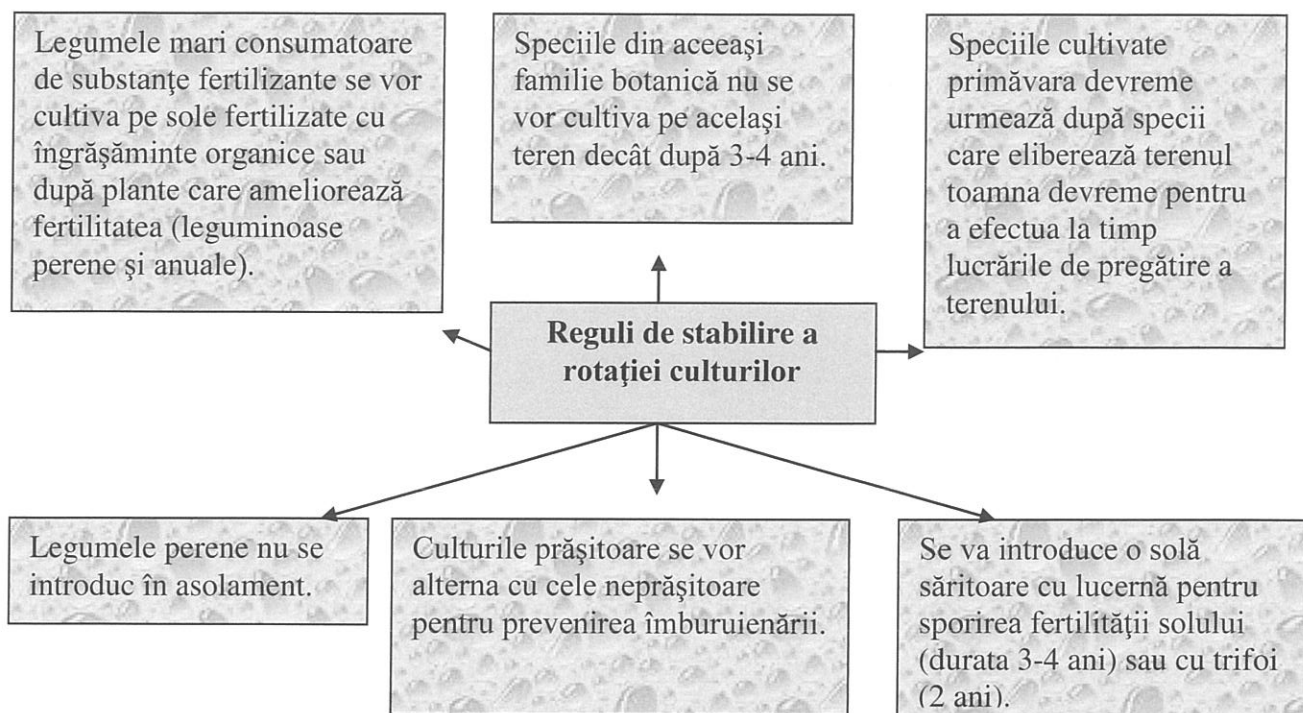 Legumele mari consumatoare
de substanţe fertilizante se vor
cultiva pe sole fertilizate cu
îngrăşăminte organice sau
după plante care ameliorează
fertilitatea (leguminoase
perene şi anuale).
Speciile din aceeaşi
familie botanică nu se
vor cultiva pe acelaşi
teren decât după 3-4 ani.
Speciile cultivate
primăvara devreme
urmează după specii
care eliberează terenul
toamna devreme pentru
a efectua la timp
lucrările de pregătire a
terenului.
Reguli de stabilire a
rotaţiei culturilor
Legumele perene nu se
introduc în asolament.
Culturile prăşitoare se vor
alterna cu cele neprăşitoare
pentru prevenirea îmburuienării.
Se va introduce o solă
săritoare cu lucernă pentru
sporirea fertilităţii solului
(durata 3-4 ani) sau cu trifoi
(2 ani).